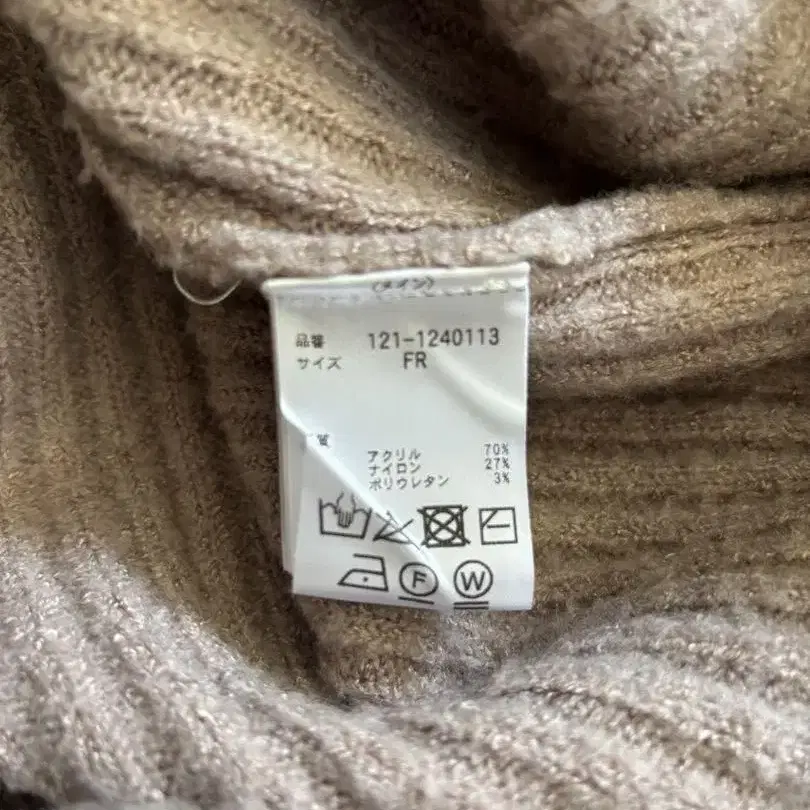 品番 121-1240113
サイズ FR
質
アクリル 70%
ナイロン 27%
ポリウレタン 3%
F
W